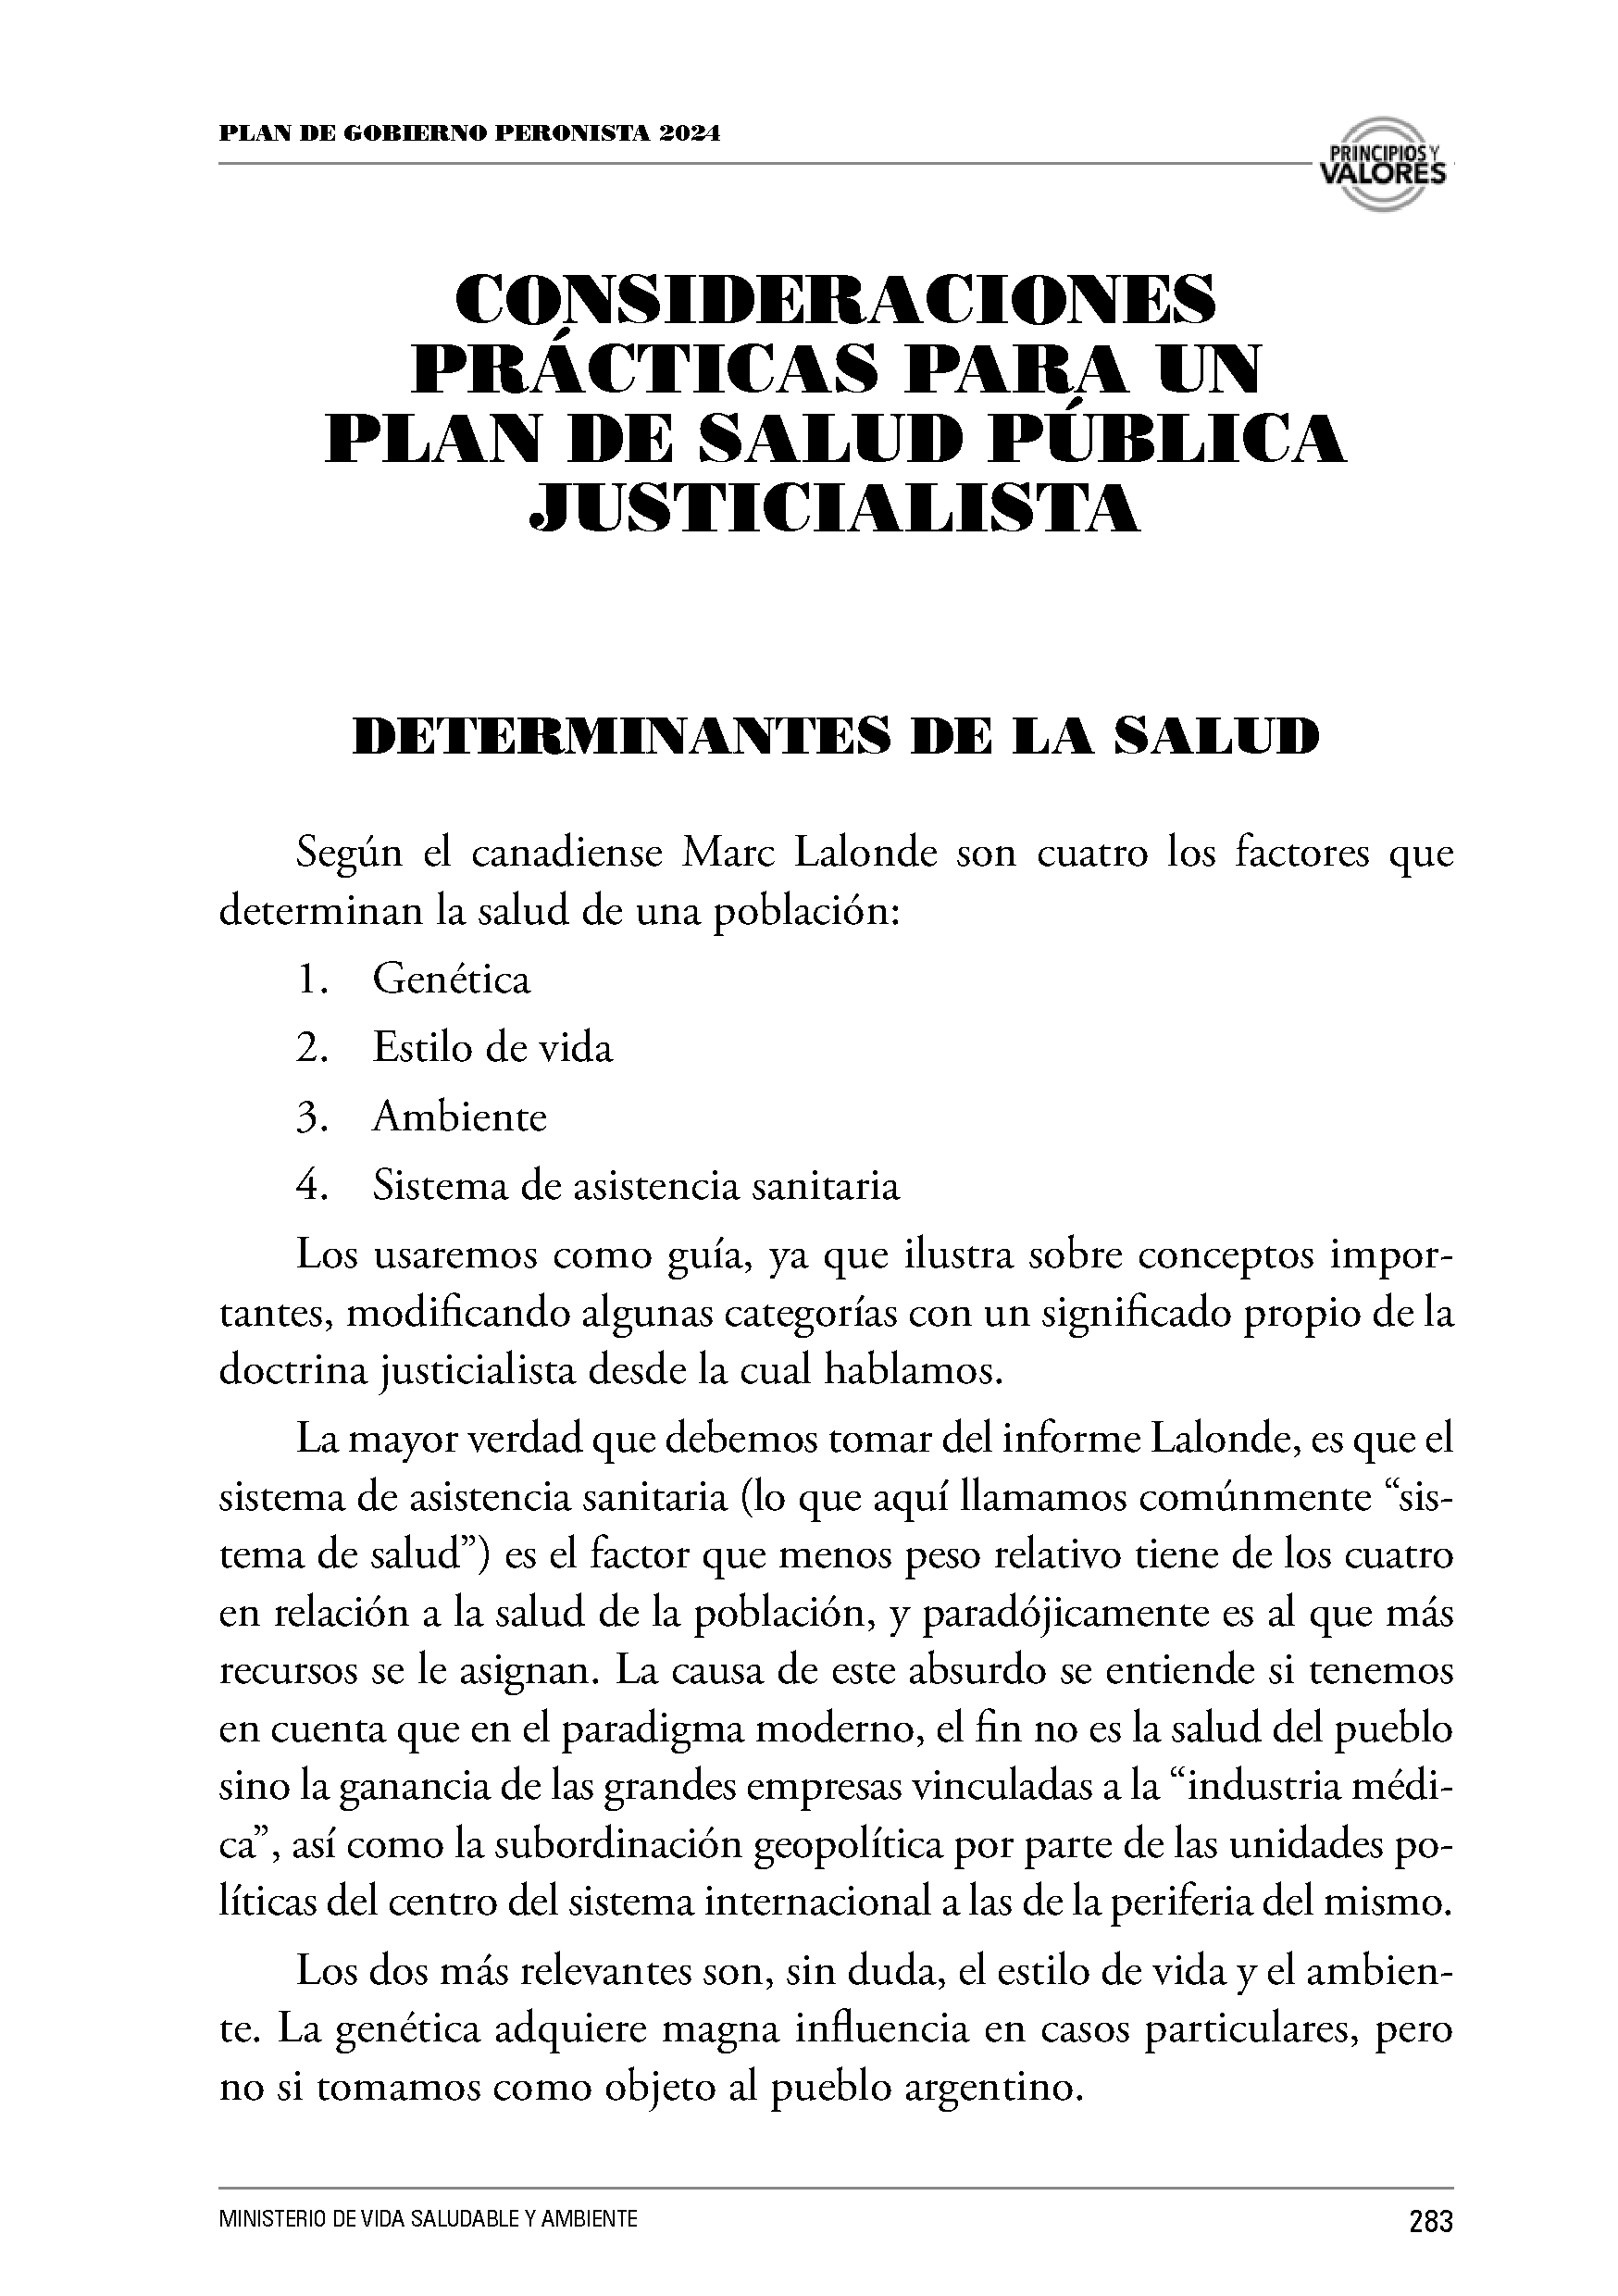 PLAN DE GOBIERNO PERONISTA 2024
PRINCIPIOS Y
VALORES
CONSIDERACIONES
PRÁCTICAS PARA UN
PLAN DE SALUD PÚBLICA
JUSTICIALISTA
DETERMINANTES DE LA SALUD
Según el canadiense Marc Lalonde son cuatro los factores que
determinan la salud de una población:
1. Genética
2. Estilo de vida
3. Ambiente
4. Sistema de asistencia sanitaria
Los usaremos como guía, ya que ilustra sobre conceptos impor-
tantes, modificando algunas categorías con un significado propio de la
doctrina justicialista desde la cual hablamos.
La mayor verdad que debemos tomar del informe Lalonde, es que el
sistema de asistencia sanitaria (lo que aquí llamamos comúnmente “sis-
tema de salud”) es el factor que menos peso relativo tiene de los cuatro
en relación a la salud de la población, y paradójicamente es al que más
recursos se le asignan. La causa de este absurdo se entiende si tenemos
en cuenta que en el paradigma moderno, el fin no es la salud del pueblo
sino la ganancia de las grandes empresas vinculadas a la “industria médi-
ca”, así como la subordinación geopolítica por parte de las unidades po-
líticas del centro del sistema internacional a las de la periferia del mismo.
Los dos más relevantes son, sin duda, el estilo de vida y el ambien-
te. La genética adquiere magna influencia en casos particulares, pero
no si tomamos como objeto al pueblo argentino.
MINISTERIO DE VIDA SALUDABLE Y AMBIENTE
283